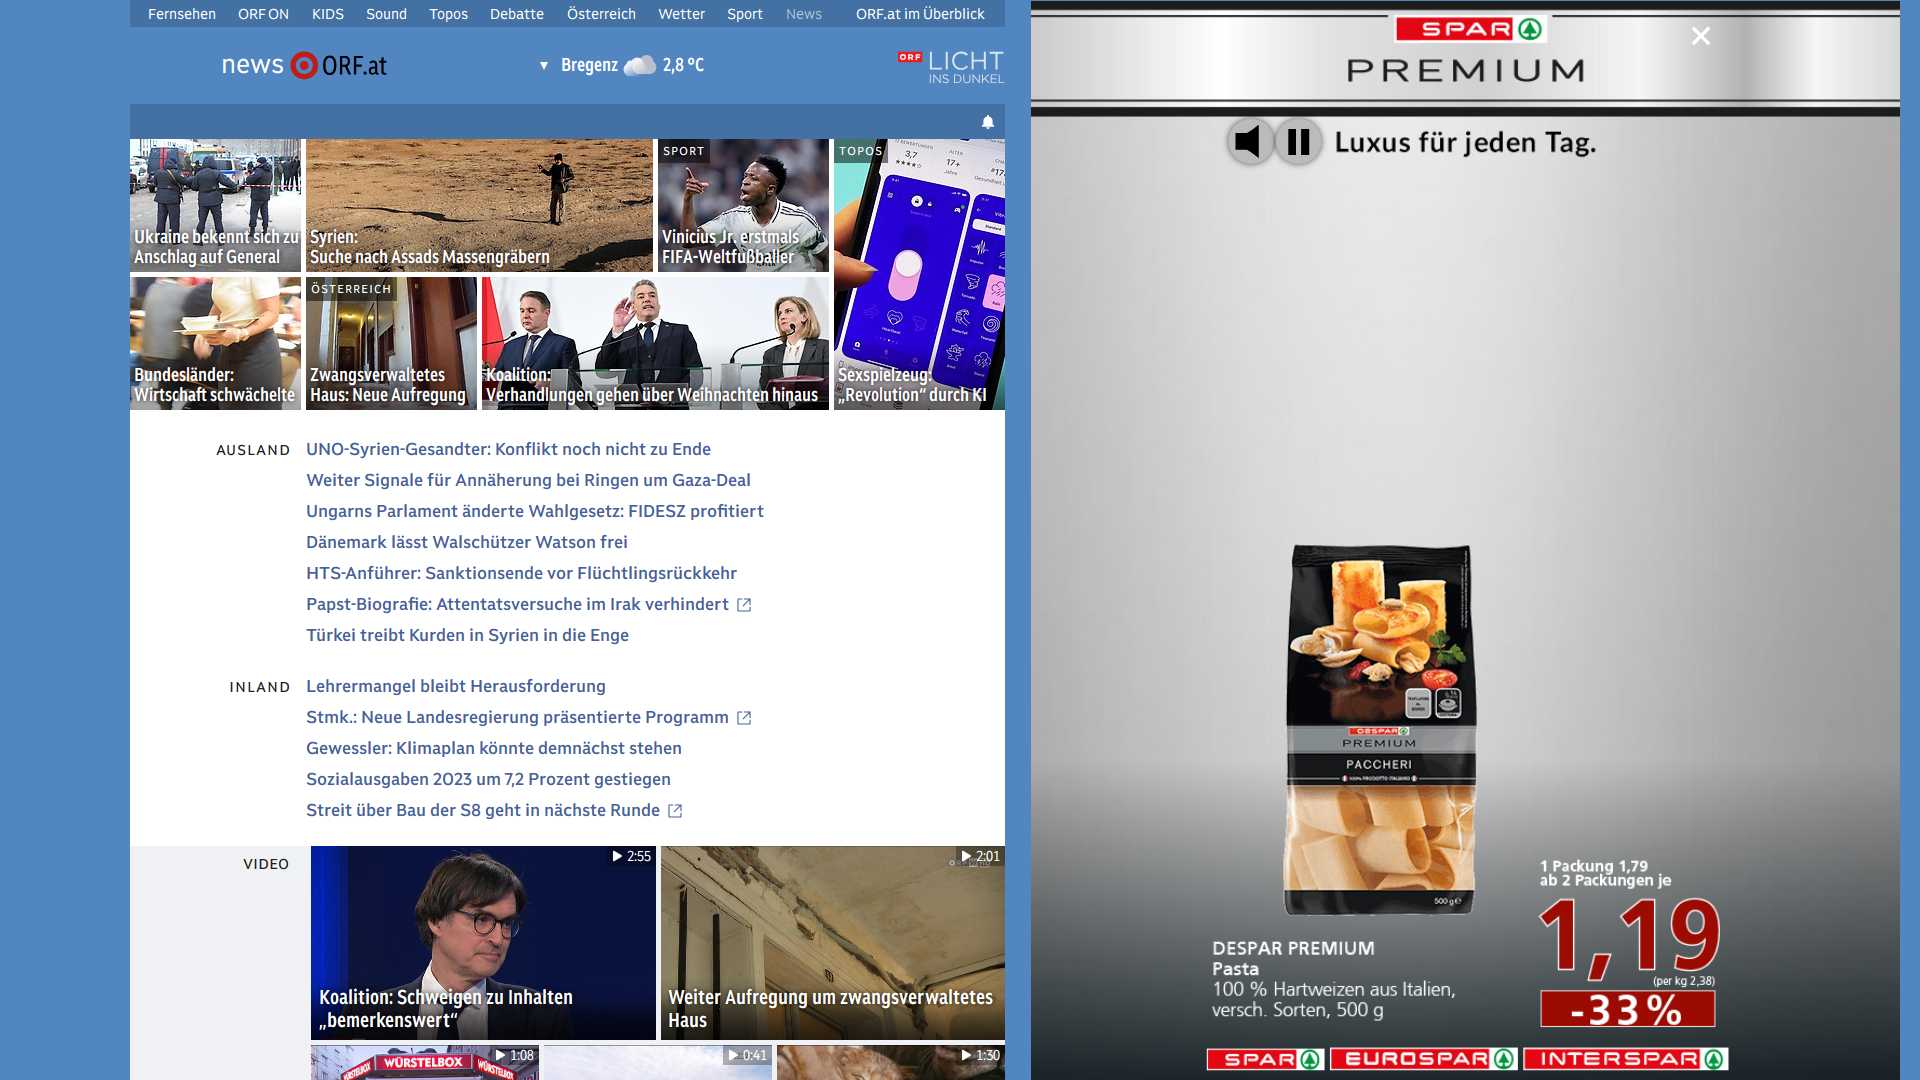 Fernsehen ORF ON KIDS Sound Topos Debatte Österreich Wetter Sport News ORF.at im Überblick
news ORF.at
Bregenz 2,8 °C
ORF LICHT
INS DUNKEL
Ukraine bekennt sich zu
Anschlag auf General
Syrien:
Suche nach Assads Massengräbern
SPORT
Vinicius Jr. erstmals
FIFA-Weltfußballer
TOPOS
Sexspielzeug:
„Revolution“ durch KI
Bundesländer:
Wirtschaft schwächelte
ÖSTERREICH
Zwangsverwaltetes
Haus: Neue Aufregung
Koalition:
Verhandlungen gehen über Weihnachten hinaus
AUSLAND
UNO-Syrien-Gesandter: Konflikt noch nicht zu Ende
Weiter Signale für Annäherung bei Ringen um Gaza-Deal
Ungarns Parlament änderte Wahlgesetz: FIDESZ profitiert
Dänemark lässt Walschützer Watson frei
HTS-Anführer: Sanktionsende vor Flüchtlingsrückkehr
Papst-Biografie: Attentatsversuche im Irak verhindert
Türkei treibt Kurden in Syrien in die Enge
INLAND
Lehrermangel bleibt Herausforderung
Stmk.: Neue Landesregierung präsentierte Programm
Gewessler: Klimaplan könnte demnächst stehen
Sozialausgaben 2023 um 7,2 Prozent gestiegen
Streit über Bau der S8 geht in nächste Runde
VIDEO
2:55
Koalition: Schweigen zu Inhalten
„bemerkenswert“
2:01
Weiter Aufregung um zwangsverwaltetes
Haus
1:08
WÜRSTELBOX
0:41
1:30
SPAR
PREMIUM
Luxus für jeden Tag.
DESPAR
PREMIUM
PACCHERI
100% PRODOTTO ITALIANO
500 g e
1 Packung 1,79
ab 2 Packungen je
1,19
(per kg 2,38)
-33%
DESPAR PREMIUM
Pasta
100 % Hartweizen aus Italien,
versch. Sorten, 500 g
SPAR EUROSPAR INTERSPAR